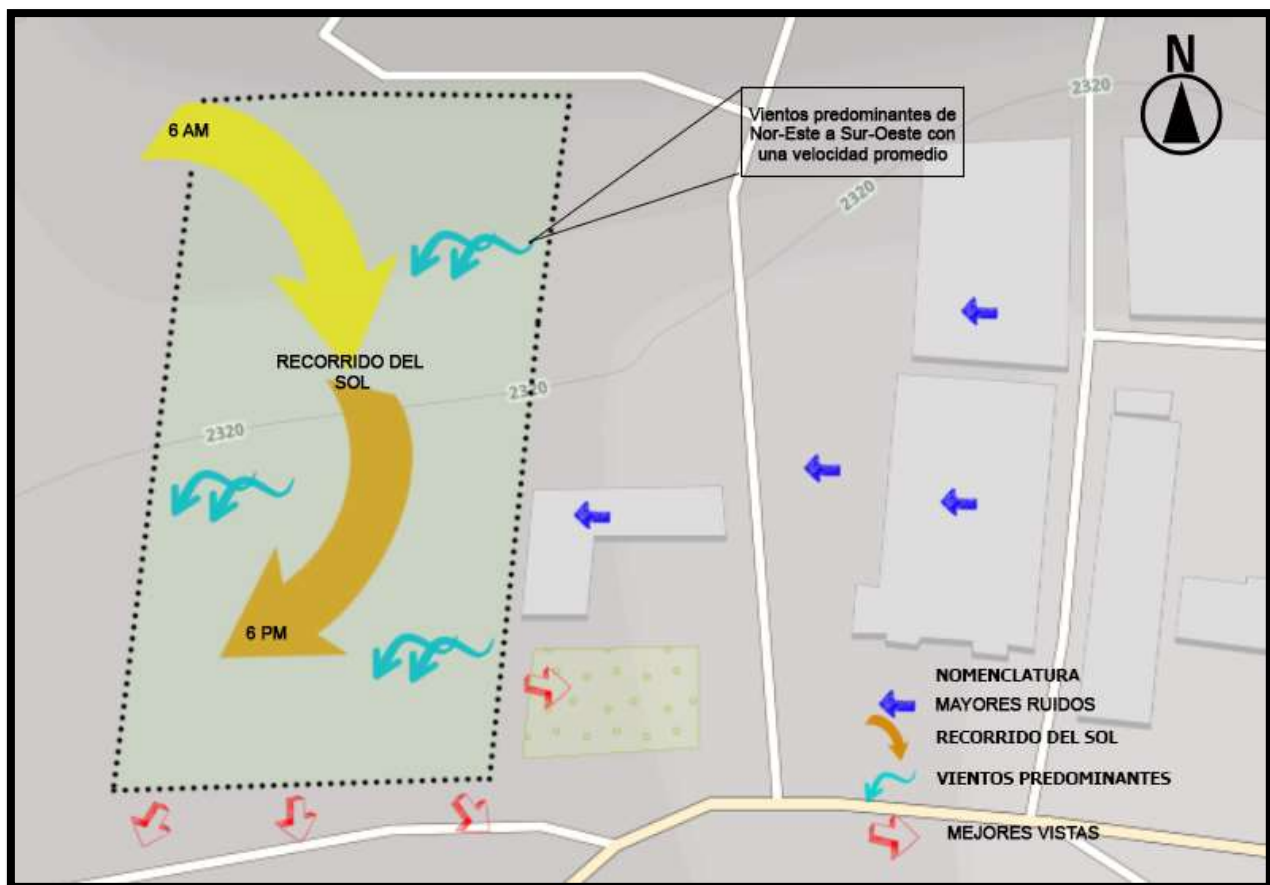 N
6 AM
Vientos predominantes de
Nor-Este a Sur-Oeste con
una velocidad promedio
2320
2320
RECORRIDO DEL
SOL
2320
2320
6 PM
NOMENCLATURA
MAYORES RUIDOS
RECORRIDO DEL SOL
VIENTOS PREDOMINANTES
MEJORES VISTAS